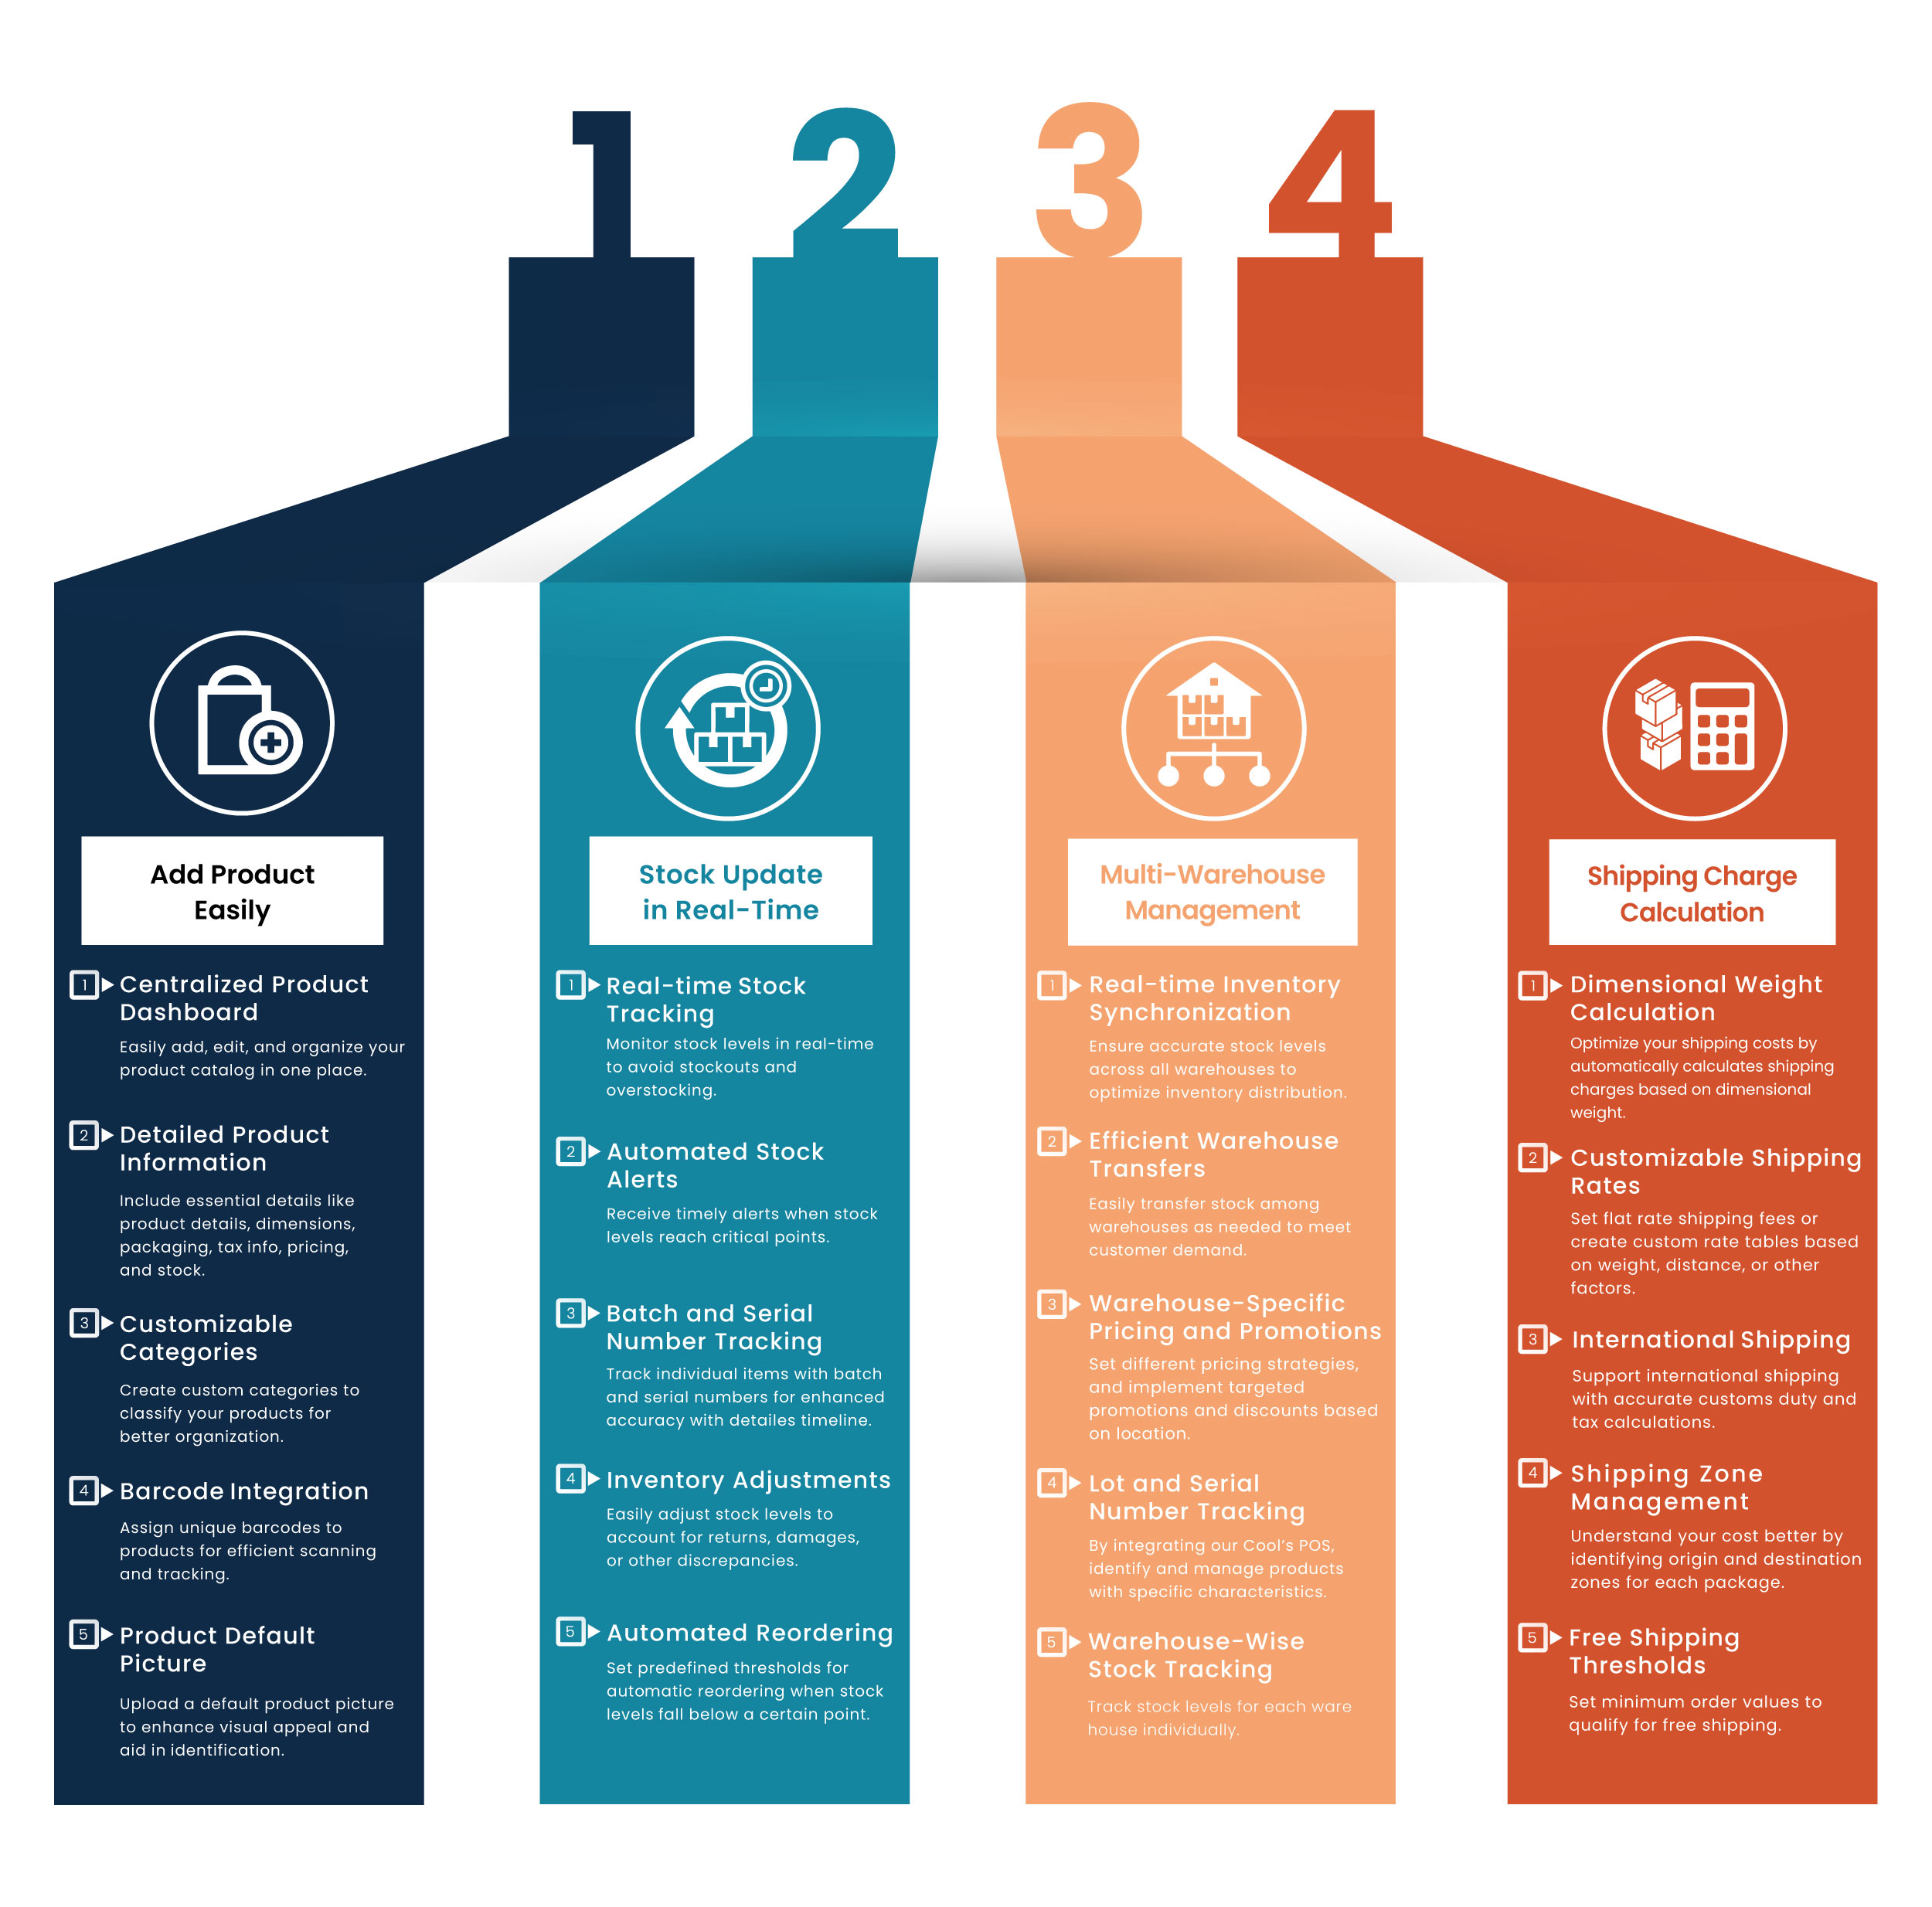 1
2
3
4
Add Product
Easily
1
Centralized Product
Dashboard
Easily add, edit, and organize your
product catalog in one place.
2
Detailed Product
Information
Include essential details like
product details, dimensions,
packaging, tax info, pricing,
and stock.
3
Customizable
Categories
Create custom categories to
classify your products for
better organization.
4
Barcode Integration
Assign unique barcodes to
products for efficient scanning
and tracking.
5
Product Default
Picture
Upload a default product picture
to enhance visual appeal and
aid in identification.
Stock Update
in Real-Time
1
Real-time Stock
Tracking
Monitor stock levels in real-time
to avoid stockouts and
overstocking.
2
Automated Stock
Alerts
Receive timely alerts when stock
levels reach critical points.
3
Batch and Serial
Number Tracking
Track individual items with batch
and serial numbers for enhanced
accuracy with detailes timeline.
4
Inventory Adjustments
Easily adjust stock levels to
account for returns, damages,
or other discrepancies.
5
Automated Reordering
Set predefined thresholds for
automatic reordering when stock
levels fall below a certain point.
Multi-Warehouse
Management
1
Real-time Inventory
Synchronization
Ensure accurate stock levels
across all warehouses to
optimize inventory distribution.
2
Efficient Warehouse
Transfers
Easily transfer stock among
warehouses as needed to meet
customer demand.
3
Warehouse-Specific
Pricing and Promotions
Set different pricing strategies,
and implement targeted
promotions and discounts based
on location.
4
Lot and Serial
Number Tracking
By integrating our Cool's POS,
identify and manage products
with specific characteristics.
5
Warehouse-Wise
Stock Tracking
Track stock levels for each ware
house individually.
Shipping Charge
Calculation
1
Dimensional Weight
Calculation
Optimize your shipping costs by
automatically calculates shipping
charges based on dimensional
weight.
2
Customizable Shipping
Rates
Set flat rate shipping fees or
create custom rate tables based
on weight, distance, or other
factors.
3
International Shipping
Support international shipping
with accurate customs duty and
tax calculations.
4
Shipping Zone
Management
Understand your cost better by
identifying origin and destination
zones for each package.
5
Free Shipping
Thresholds
Set minimum order values to
qualify for free shipping.